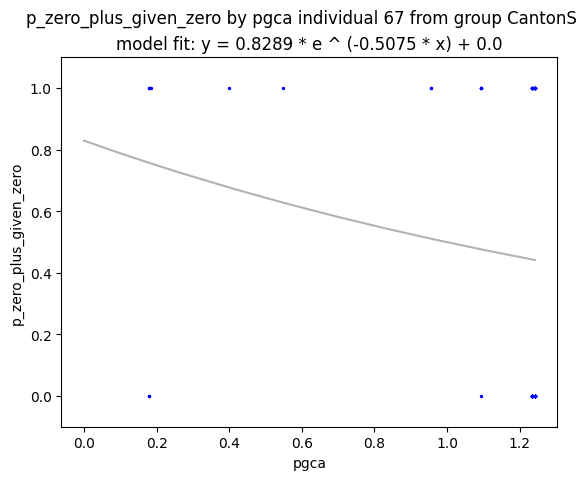 p_zero_plus_given_zero by pgca individual 67 from group CantonS
model fit: y = 0.8289 * e ^ (-0.5075 * x) + 0.0
1.0
0.8
0.6
0.4
0.2
0.0
p_zero_plus_given_zero
0.0 0.2 0.4 0.6 0.8 1.0 1.2
pgca